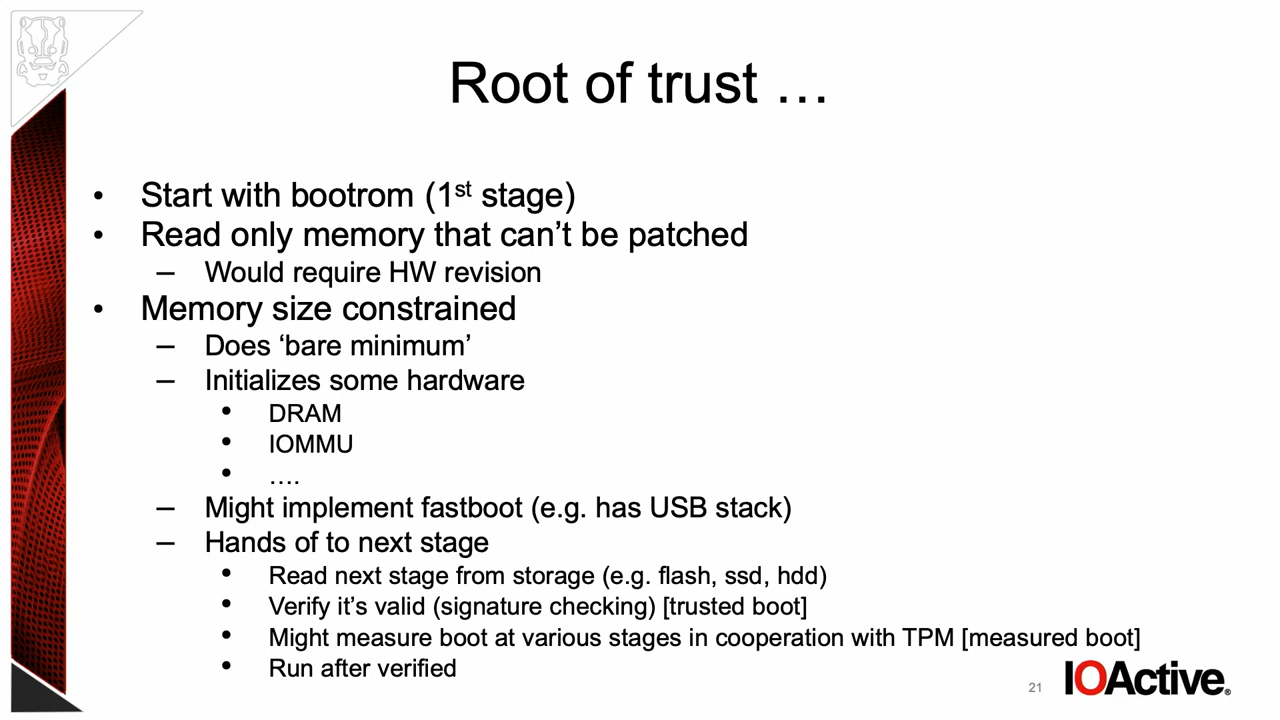 Root of trust …
• Start with bootrom (1st stage)
• Read only memory that can’t be patched
– Would require HW revision
• Memory size constrained
– Does ‘bare minimum’
– Initializes some hardware
• DRAM
• IOMMU
• ….
– Might implement fastboot (e.g. has USB stack)
– Hands of to next stage
• Read next stage from storage (e.g. flash, ssd, hdd)
• Verify it’s valid (signature checking) [trusted boot]
• Might measure boot at various stages in cooperation with TPM [measured boot]
• Run after verified
21
IOActive®